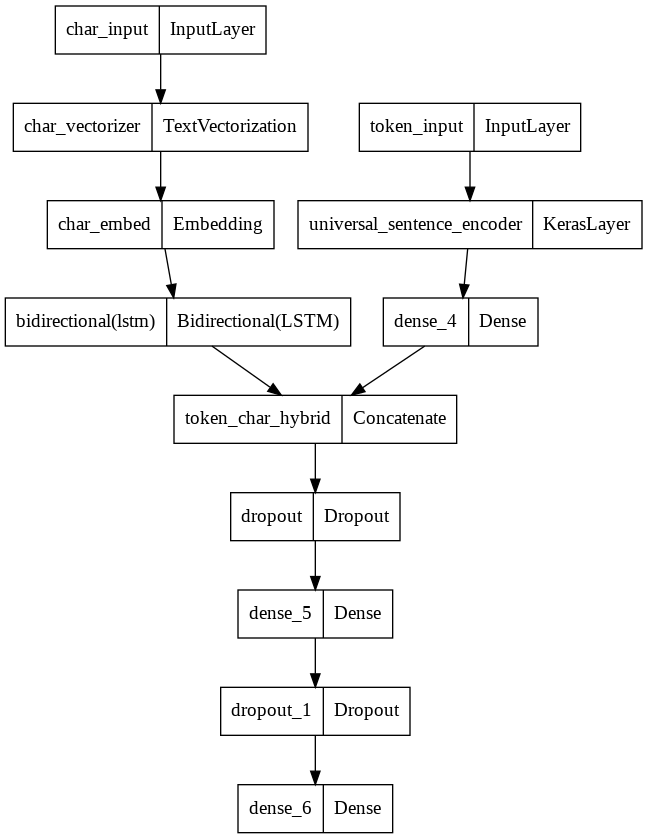 char_input InputLayer
char_vectorizer TextVectorization
token_input InputLayer
char_embed Embedding
universal_sentence_encoder KerasLayer
bidirectional(lstm) Bidirectional(LSTM)
dense_4 Dense
token_char_hybrid Concatenate
dropout Dropout
dense_5 Dense
dropout_1 Dropout
dense_6 Dense